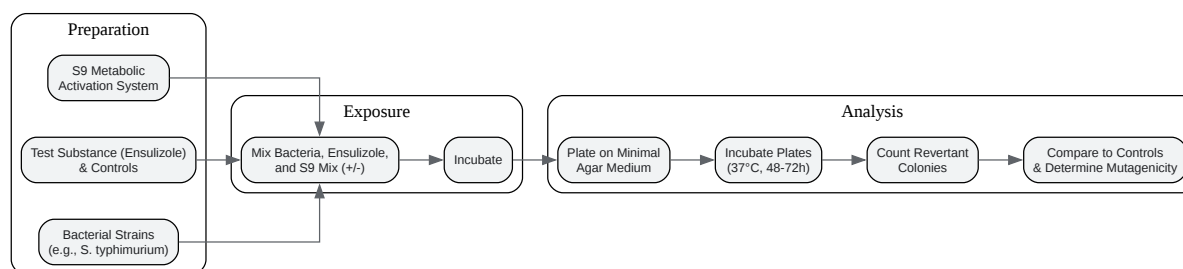 Preparation
S9 Metabolic
Activation System
Test Substance (Ensulizole)
& Controls
Bacterial Strains
(e.g., S. typhimurium)
Exposure
Mix Bacteria, Ensulizole,
and S9 Mix (+/-)
Incubate
Analysis
Plate on Minimal
Agar Medium
Incubate Plates
(37°C, 48-72h)
Count Revertant
Colonies
Compare to Controls
& Determine Mutagenicity